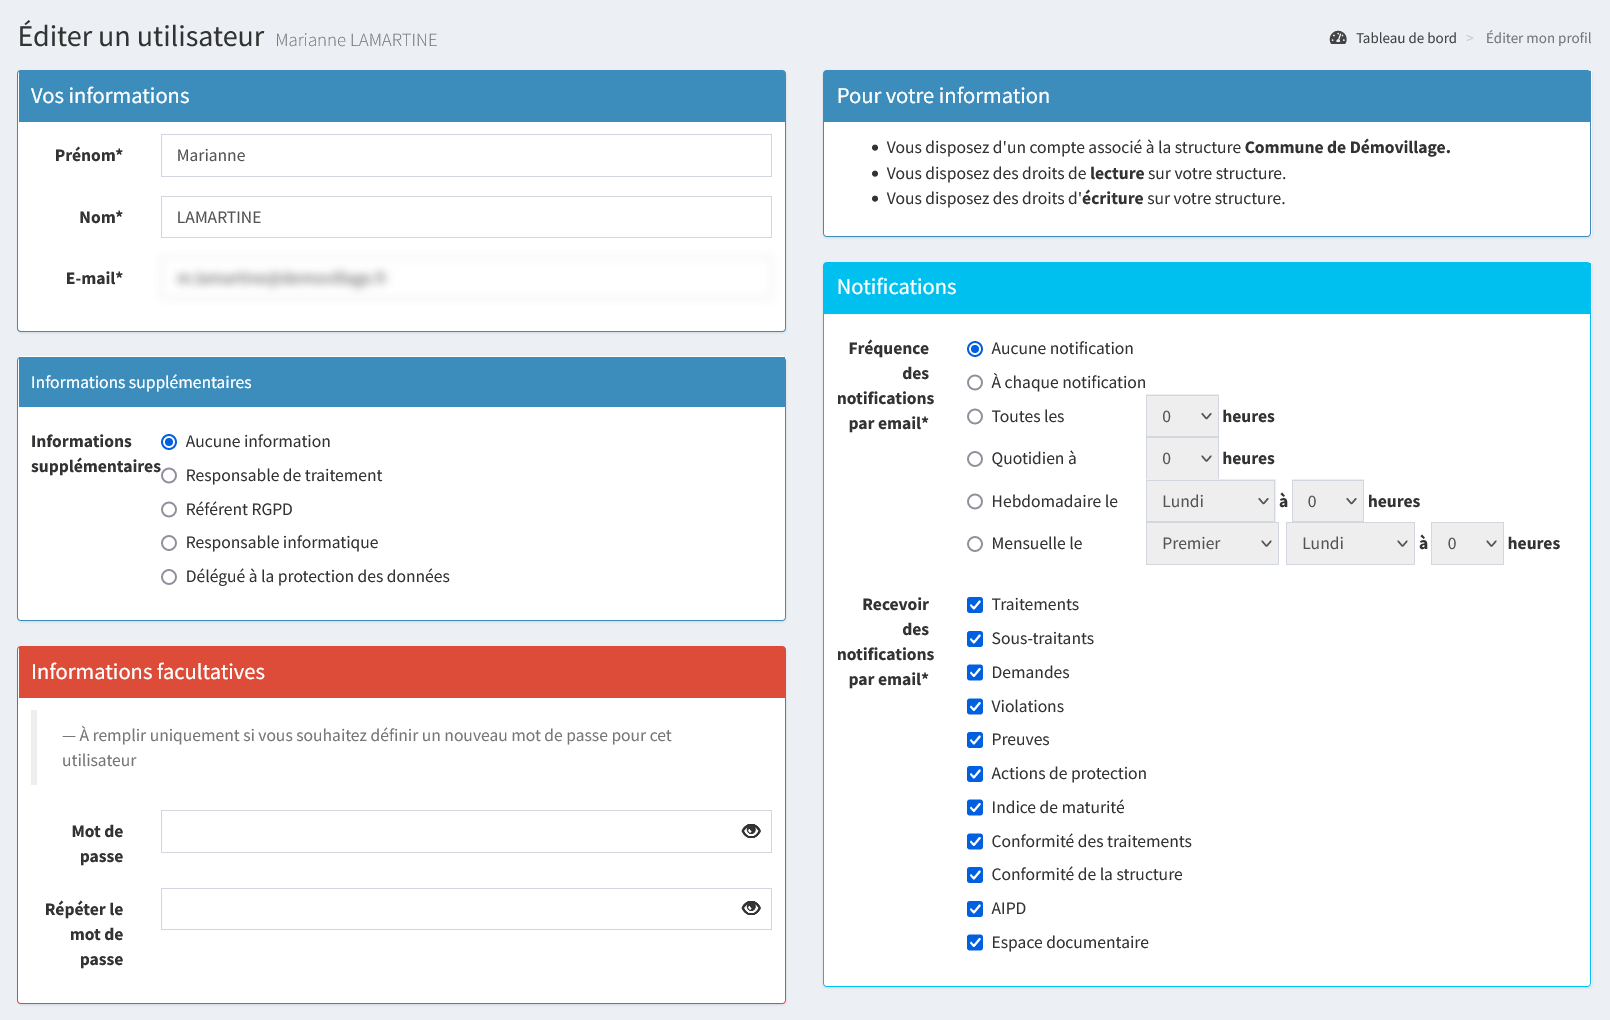 Éditer un utilisateur Marianne LAMARTINE
Tableau de bord > Éditer mon profil
Vos informations
Prénom* Marianne
Nom* LAMARTINE
E-mail*
Informations supplémentaires
Informations
supplémentaires
Aucune information
Responsable de traitement
Référent RGPD
Responsable informatique
Délégué à la protection des données
Informations facultatives
— À remplir uniquement si vous souhaitez définir un nouveau mot de passe pour cet
utilisateur
Mot de
passe
Répéter le
mot de
passe
Pour votre information
• Vous disposez d'un compte associé à la structure Commune de Démovillage.
• Vous disposez des droits de lecture sur votre structure.
• Vous disposez des droits d'écriture sur votre structure.
Notifications
Fréquence
des
notifications
par email*
Aucune notification
À chaque notification
Toutes les 0 heures
Quotidien à 0 heures
Hebdomadaire le Lundi à 0 heures
Mensuelle le Premier Lundi à 0 heures
Recevoir
des
notifications
par email*
Traitements
Sous-traitants
Demandes
Violations
Preuves
Actions de protection
Indice de maturité
Conformité des traitements
Conformité de la structure
AIPD
Espace documentaire